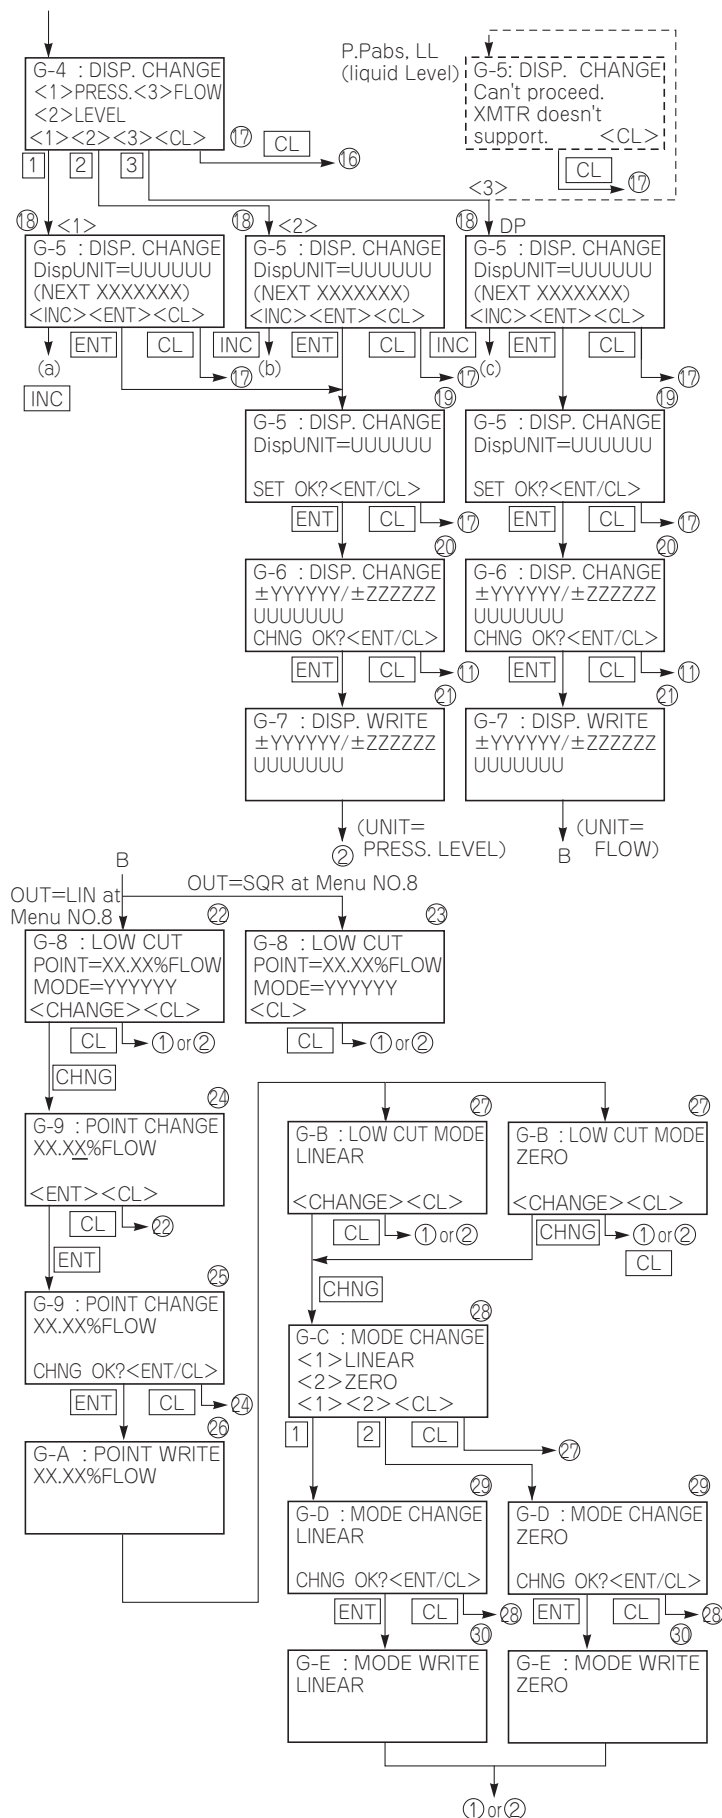 G-4 : DISP. CHANGE
<1>PRESS.<3>FLOW
<2>LEVEL
<1><2><3><CL>
⑰
1
2
3
CL
⑯
P.Pabs, LL
(liquid Level)
G-5: DISP. CHANGE
Can't proceed.
XMTR doesn't
support. <CL>
CL
⑰
⑱
<1>
G-5 : DISP. CHANGE
DispUNIT=UUUUUU
(NEXT XXXXXXX)
<INC><ENT><CL>
(a)
INC
ENT
CL
⑰
⑱
<2>
G-5 : DISP. CHANGE
DispUNIT=UUUUUU
(NEXT XXXXXXX)
<INC><ENT><CL>
INC
(b)
ENT
CL
⑰
<3>
⑱
DP
G-5 : DISP. CHANGE
DispUNIT=UUUUUU
(NEXT XXXXXXX)
<INC><ENT><CL>
INC
(c)
ENT
CL
⑰
⑲
G-5 : DISP. CHANGE
DispUNIT=UUUUUU
SET OK?<ENT/CL>
ENT
CL
⑰
⑲
G-5 : DISP. CHANGE
DispUNIT=UUUUUU
SET OK?<ENT/CL>
ENT
CL
⑰
⑳
G-6 : DISP. CHANGE
±YYYYYY/±ZZZZZZ
UUUUUUU
CHNG OK?<ENT/CL>
ENT
CL
⑪
⑳
G-6 : DISP. CHANGE
±YYYYYY/±ZZZZZZ
UUUUUUU
CHNG OK?<ENT/CL>
ENT
CL
⑪
㉑
G-7 : DISP. WRITE
±YYYYYY/±ZZZZZZ
UUUUUUU
②
(UNIT=
PRESS. LEVEL)
㉑
G-7 : DISP. WRITE
±YYYYYY/±ZZZZZZ
UUUUUUU
B
(UNIT=
FLOW)
B
OUT=LIN at
Menu NO.8
OUT=SQR at Menu NO.8
㉒
G-8 : LOW CUT
POINT=XX.XX%FLOW
MODE=YYYYYY
<CHANGE><CL>
CL
① or ②
CHNG
㉓
G-8 : LOW CUT
POINT=XX.XX%FLOW
MODE=YYYYYY
<CL>
CL
① or ②
㉔
G-9 : POINT CHANGE
XX.XX%FLOW
<ENT><CL>
CL
㉒
ENT
㉕
G-9 : POINT CHANGE
XX.XX%FLOW
CHNG OK?<ENT/CL>
ENT
CL
㉔
㉖
G-A : POINT WRITE
XX.XX%FLOW
㉗
G-B : LOW CUT MODE
LINEAR
<CHANGE><CL>
CL
① or ②
CHNG
㉗
G-B : LOW CUT MODE
ZERO
<CHANGE><CL>
CHNG
① or ②
CL
㉘
G-C : MODE CHANGE
<1>LINEAR
<2>ZERO
<1><2><CL>
1
2
CL
㉗
㉙
G-D : MODE CHANGE
LINEAR
CHNG OK?<ENT/CL>
ENT
CL
㉘
㉙
G-D : MODE CHANGE
ZERO
CHNG OK?<ENT/CL>
ENT
CL
㉘
㉚
G-E : MODE WRITE
LINEAR
㉚
G-E : MODE WRITE
ZERO
① or ②